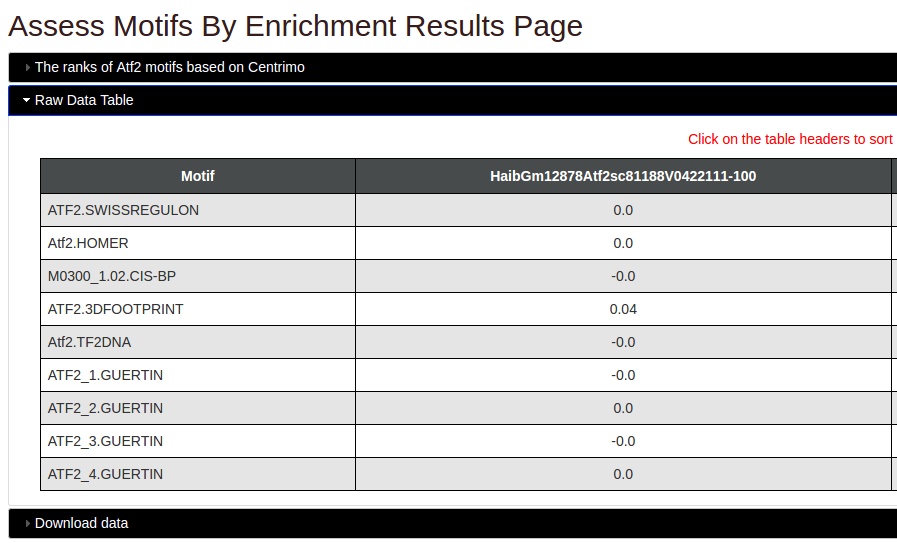 Assess Motifs By Enrichment Results Page
The ranks of Atf2 motifs based on Centrimo
Raw Data Table
Click on the table headers to sort
Motif HaibGm12878Atf2sc81188V0422111-100
ATF2.SWISSREGULON 0.0
Atf2.HOMER 0.0
M0300_1.02.CIS-BP -0.0
ATF2.3DFOOTPRINT 0.04
Atf2.TF2DNA -0.0
ATF2_1.GUERTIN -0.0
ATF2_2.GUERTIN 0.0
ATF2_3.GUERTIN -0.0
ATF2_4.GUERTIN 0.0
Download data